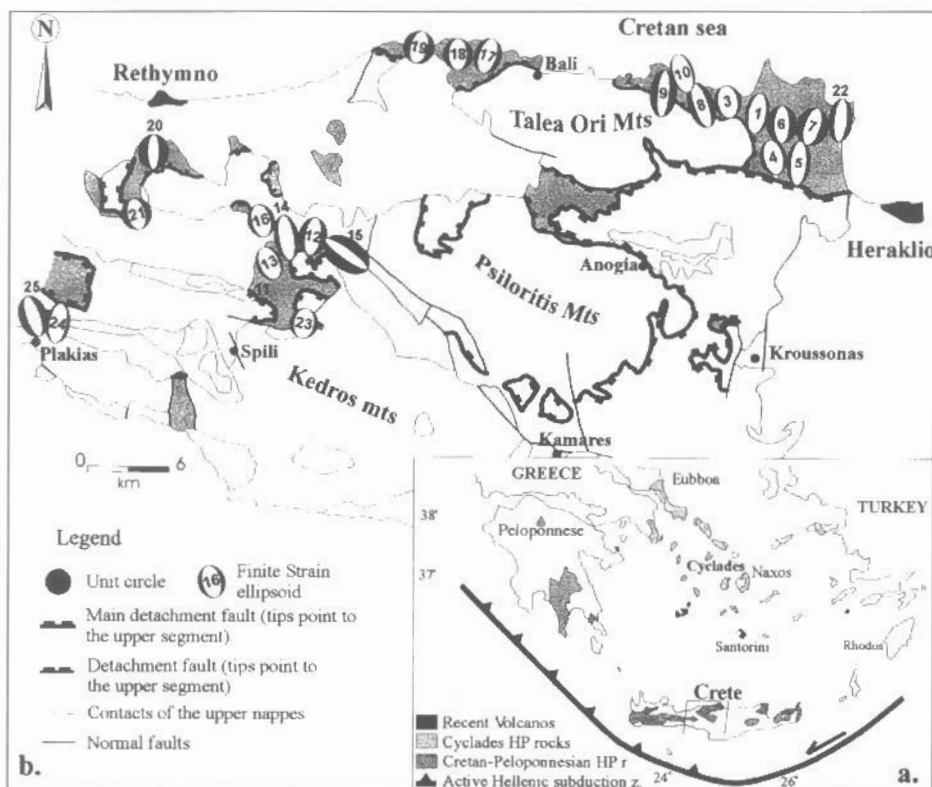 N
Cretan sea
Rethymno
Bali
Talea Ori Mts
19
18
17
2
9
10
8
3
1
6
7
22
4
5
20
21
16
14
12
15
13
11
23
25
24
Heraklio
Anogia
Psiloritis Mts
Kroussonas
Plakias
Spili
Kedros mts
Kamares
0 6
km
Legend
Unit circle
16
Finite Strain
ellipsoid
Main detachment fault (tips point to
the upper segment)
Detachment fault (tips point to
the upper segment)
Contacts of the upper nappes
Normal faults
b.
GREECE
Eubbon
TURKEY
38'
Peloponnese
37'
Cyclades
Naxos
Santorini
Rhodus
Crete
Recent Volcanos
Cyclades HP rocks
Cretan-Peloponnesian HP r
Active Hellenic subduction z.
24°
26°
a.